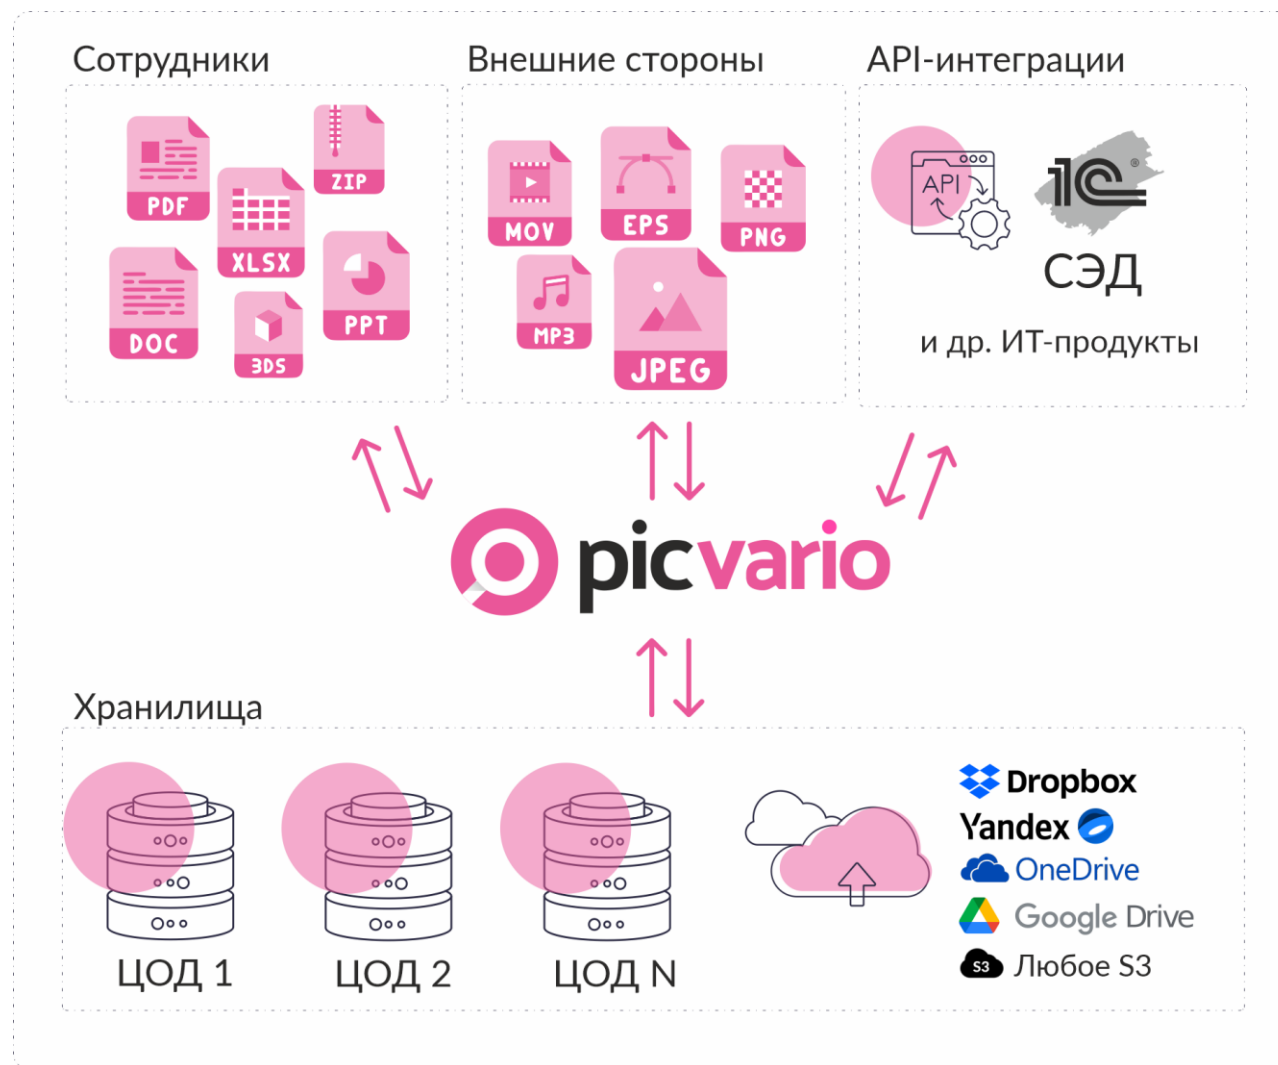 Сотрудники
PDF
ZIP
XLSX
DOC
3DS
PPT
Внешние стороны
MOV
EPS
PNG
MP3
JPEG
API-интеграции
API
1С®
СЭД
и др. ИТ-продукты
picvario
Хранилища
ЦОД 1
ЦОД 2
ЦОД N
Dropbox
Yandex
OneDrive
Google Drive
S3 Любое S3